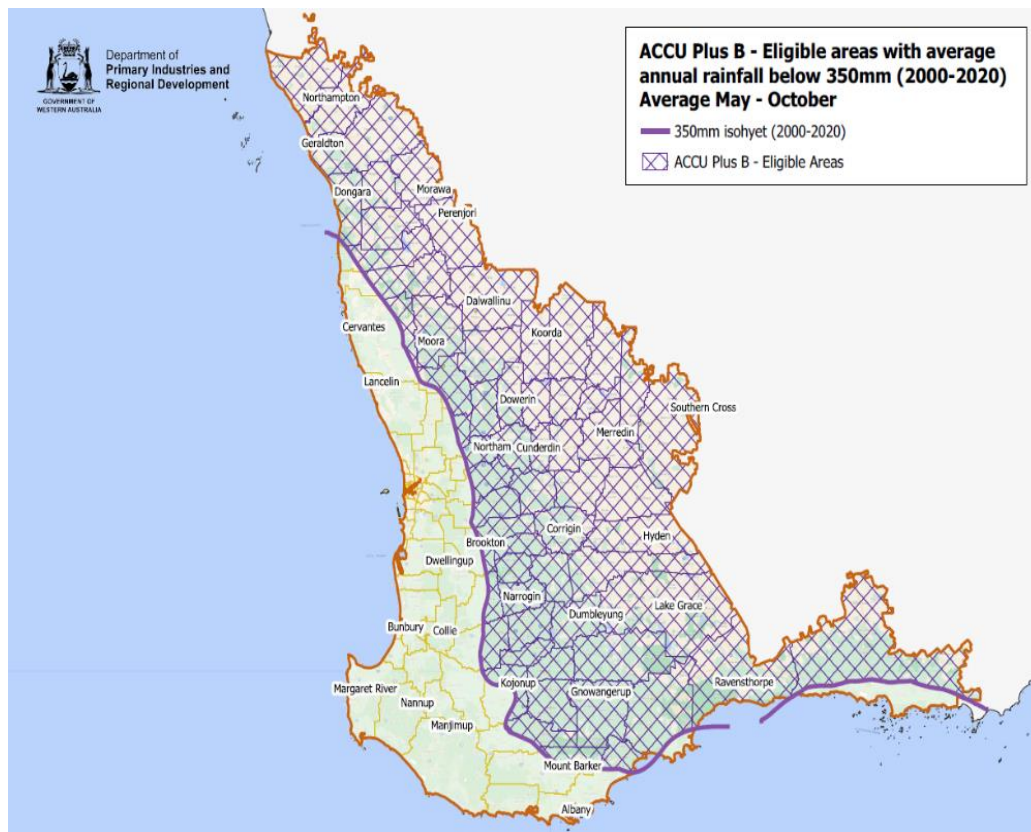 Department of
Primary Industries and
Regional Development
GOVERNMENT OF
WESTERN AUSTRALIA
ACCU Plus B - Eligible areas with average
annual rainfall below 350mm (2000-2020)
Average May - October
350mm isohyet (2000-2020)
ACCU Plus B - Eligible Areas
Northampton
Geraldton
Dongara
Morawa
Perenjori
Dalwallinu
Cervantes
Koorda
Moora
Lancelin
Dowerin
Southern Cross
Merredin
Northam
Cunderdin
Corrigin
Hyden
Brookton
Dwellingup
Narrogin
Lake Grace
Dumbleyung
Bunbury
Collie
Ravensthorpe
Kojonup
Margaret River
Gnowangerup
Nannup
Manjimup
Mount Barker
Albany